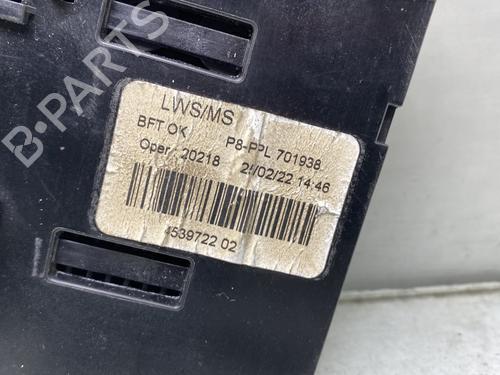 LWS/MS
BFT OK P8-PPL 701938
Oper. 20218 2 /02/22 14:46
4539722 02
B-PARTS